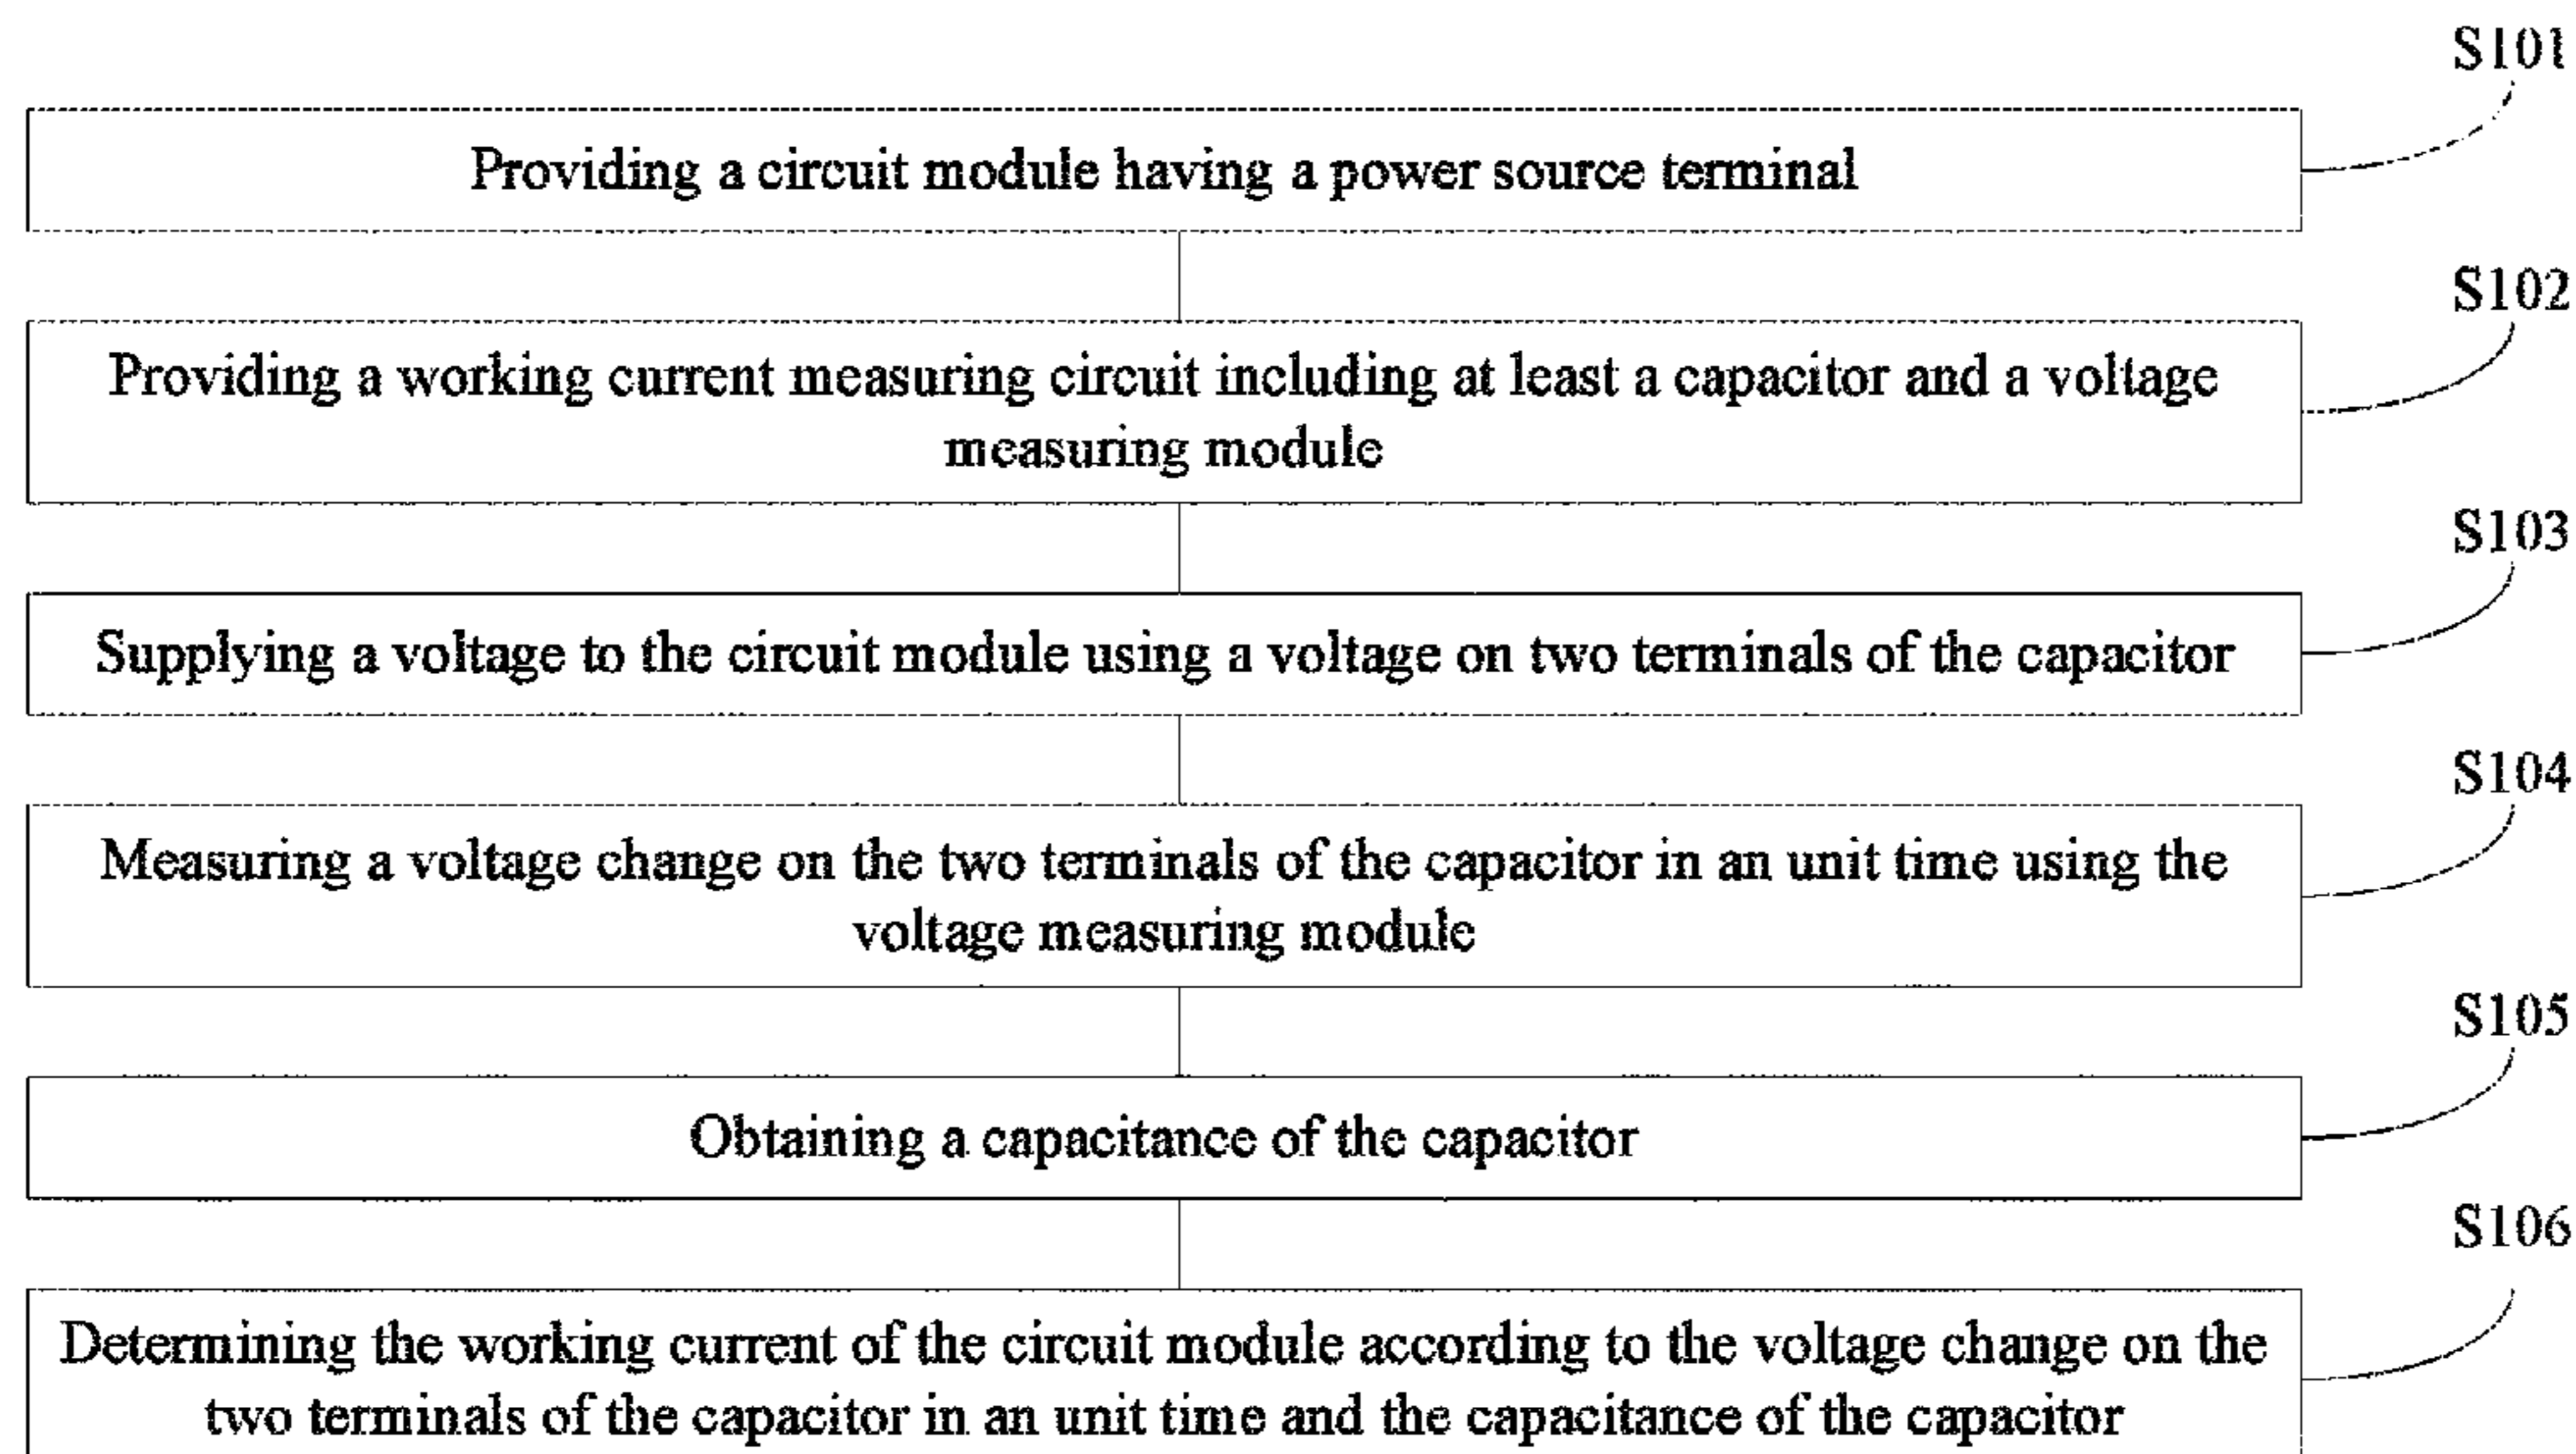 S101
Providing a circuit module having a power source terminal
S102
Providing a working current measuring circuit including at least a capacitor and a voltage
measuring module
S103
Supplying a voltage to the circuit module using a voltage on two terminals of the capacitor
S104
Measuring a voltage change on the two terminals of the capacitor in an unit time using the
voltage measuring module
S105
Obtaining a capacitance of the capacitor
S106
Determining the working current of the circuit module according to the voltage change on the
two terminals of the capacitor in an unit time and the capacitance of the capacitor